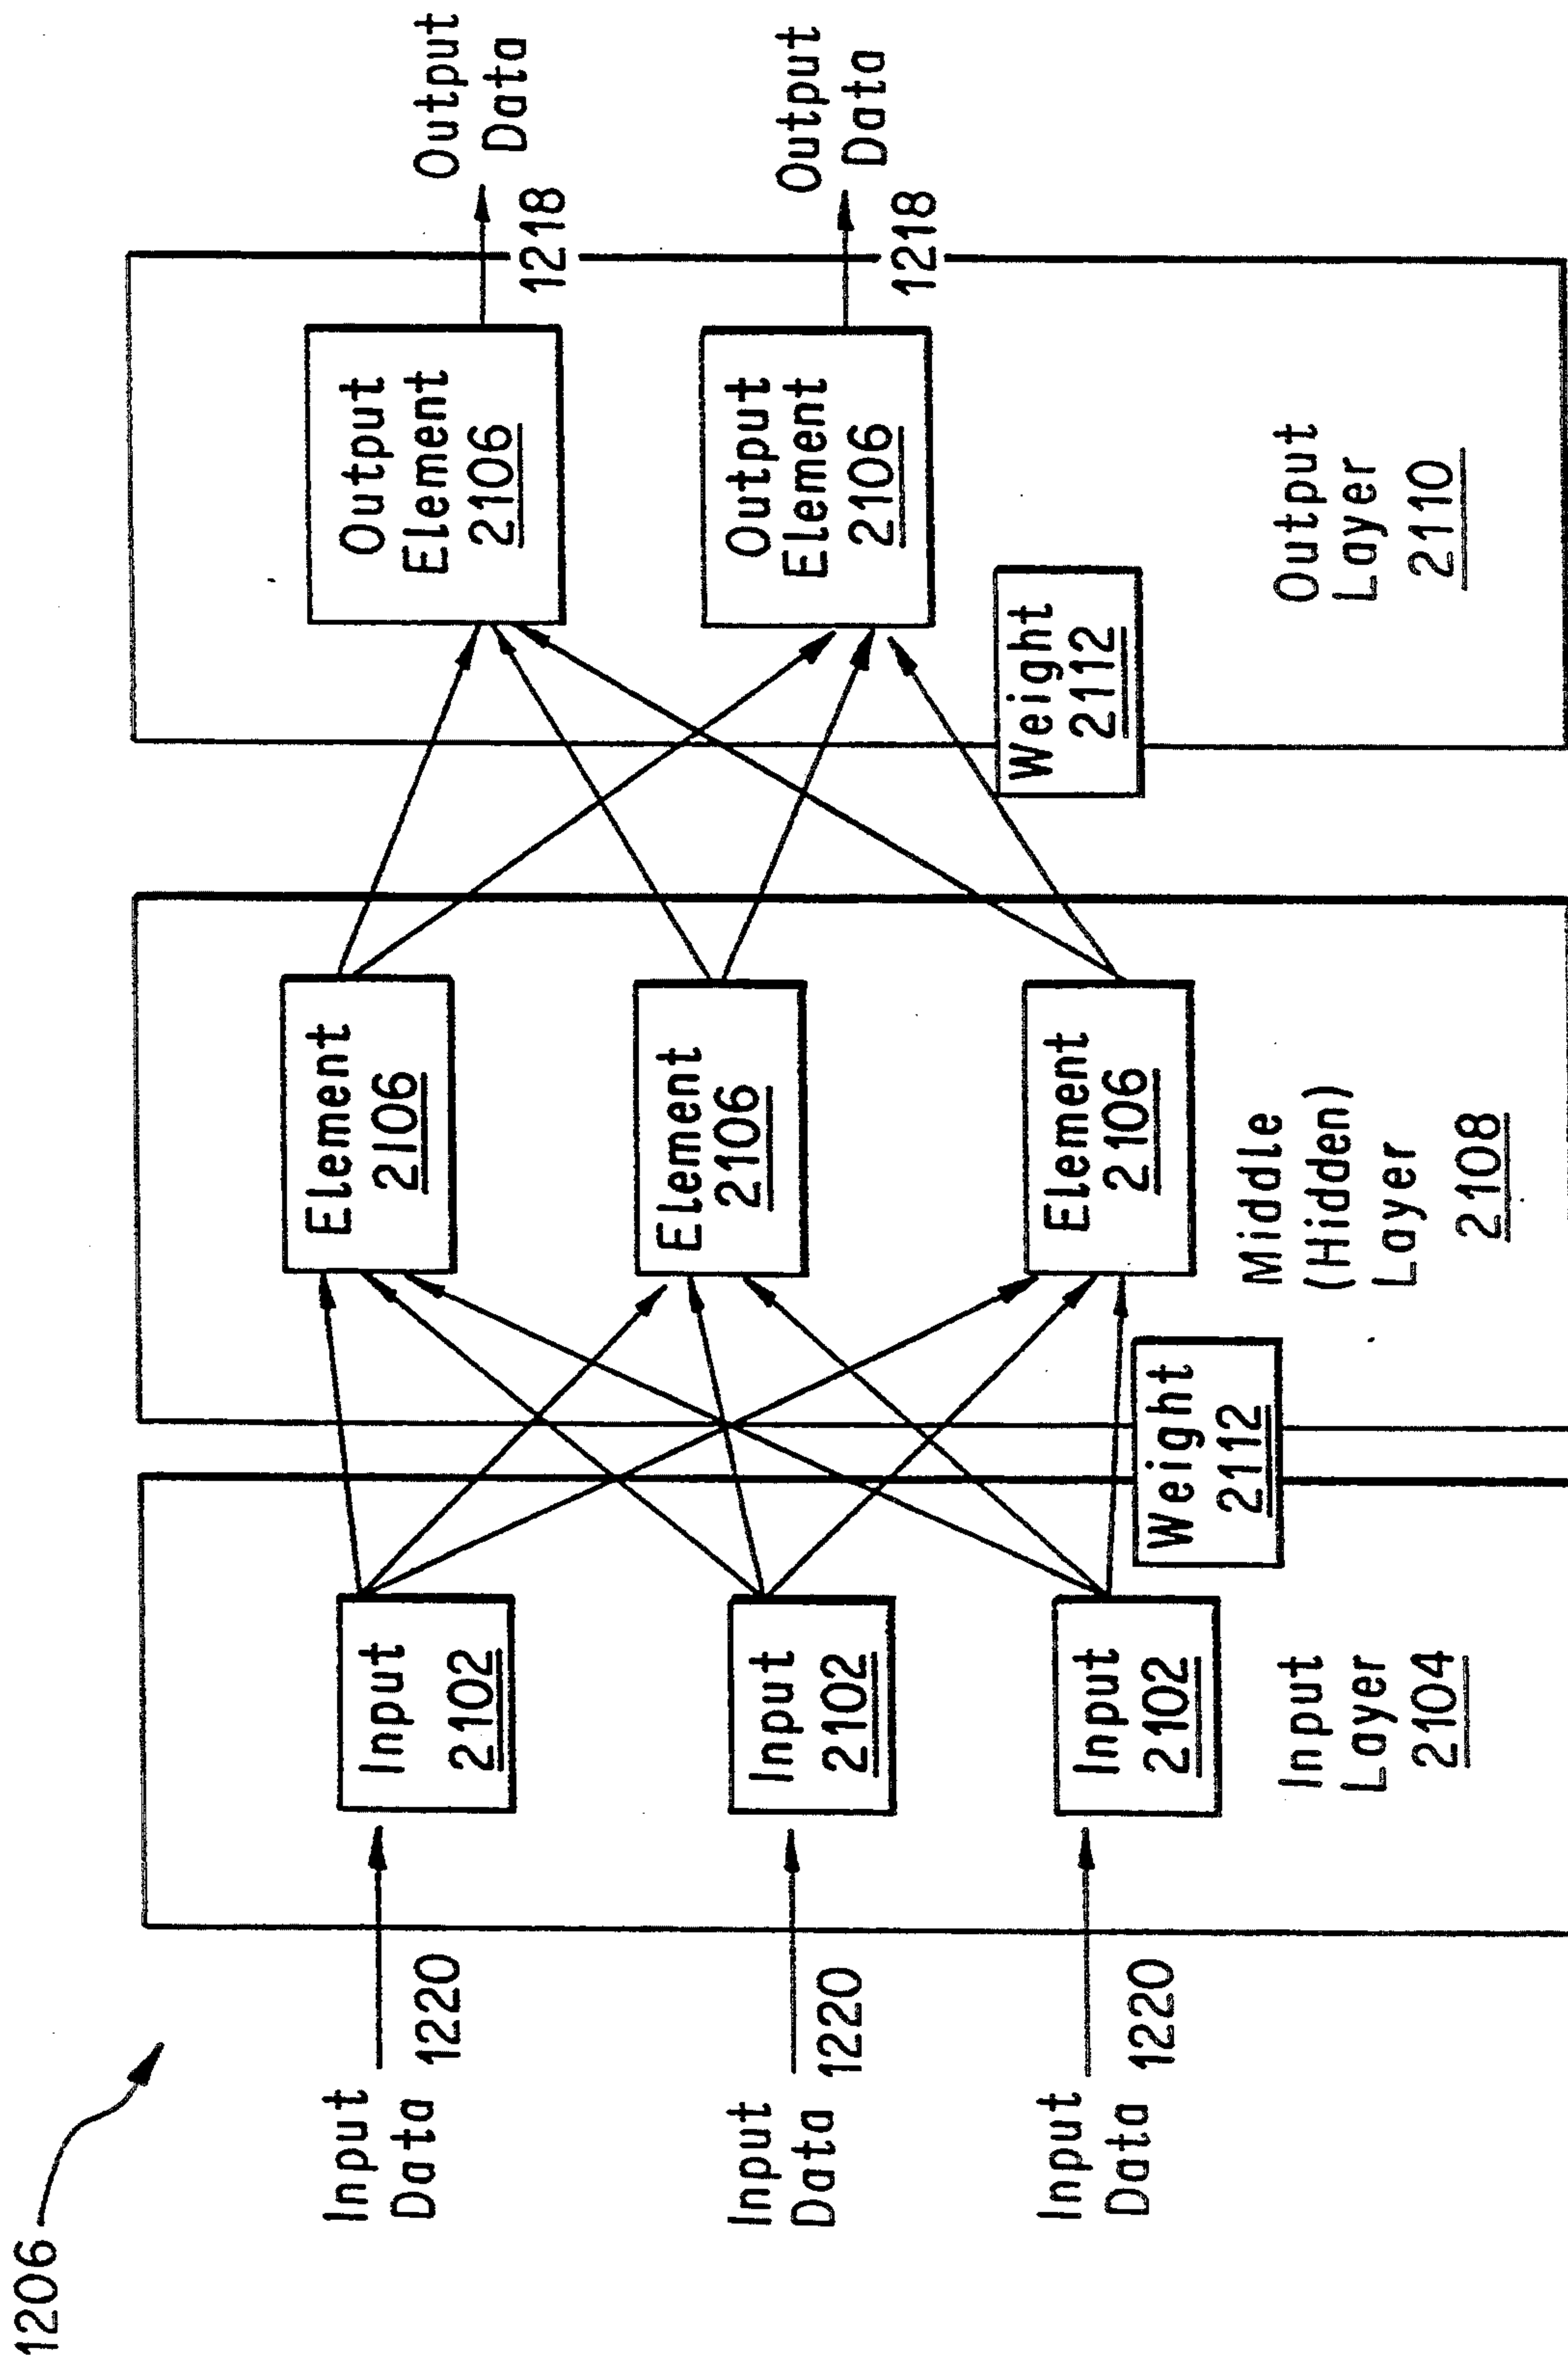 1206
Input
Data 1220
Input
Data 1220
Input
Data 1220
Input
2102
Input
2102
Input
2102
Input
Layer
2104
Weight
2112
Element
2106
Element
2106
Element
2106
Middle
(Hidden)
Layer
2108
Weight
2112
Output
Element
2106
Output
Element
2106
Output
Layer
2110
1218
Output
Data
1218
Output
Data